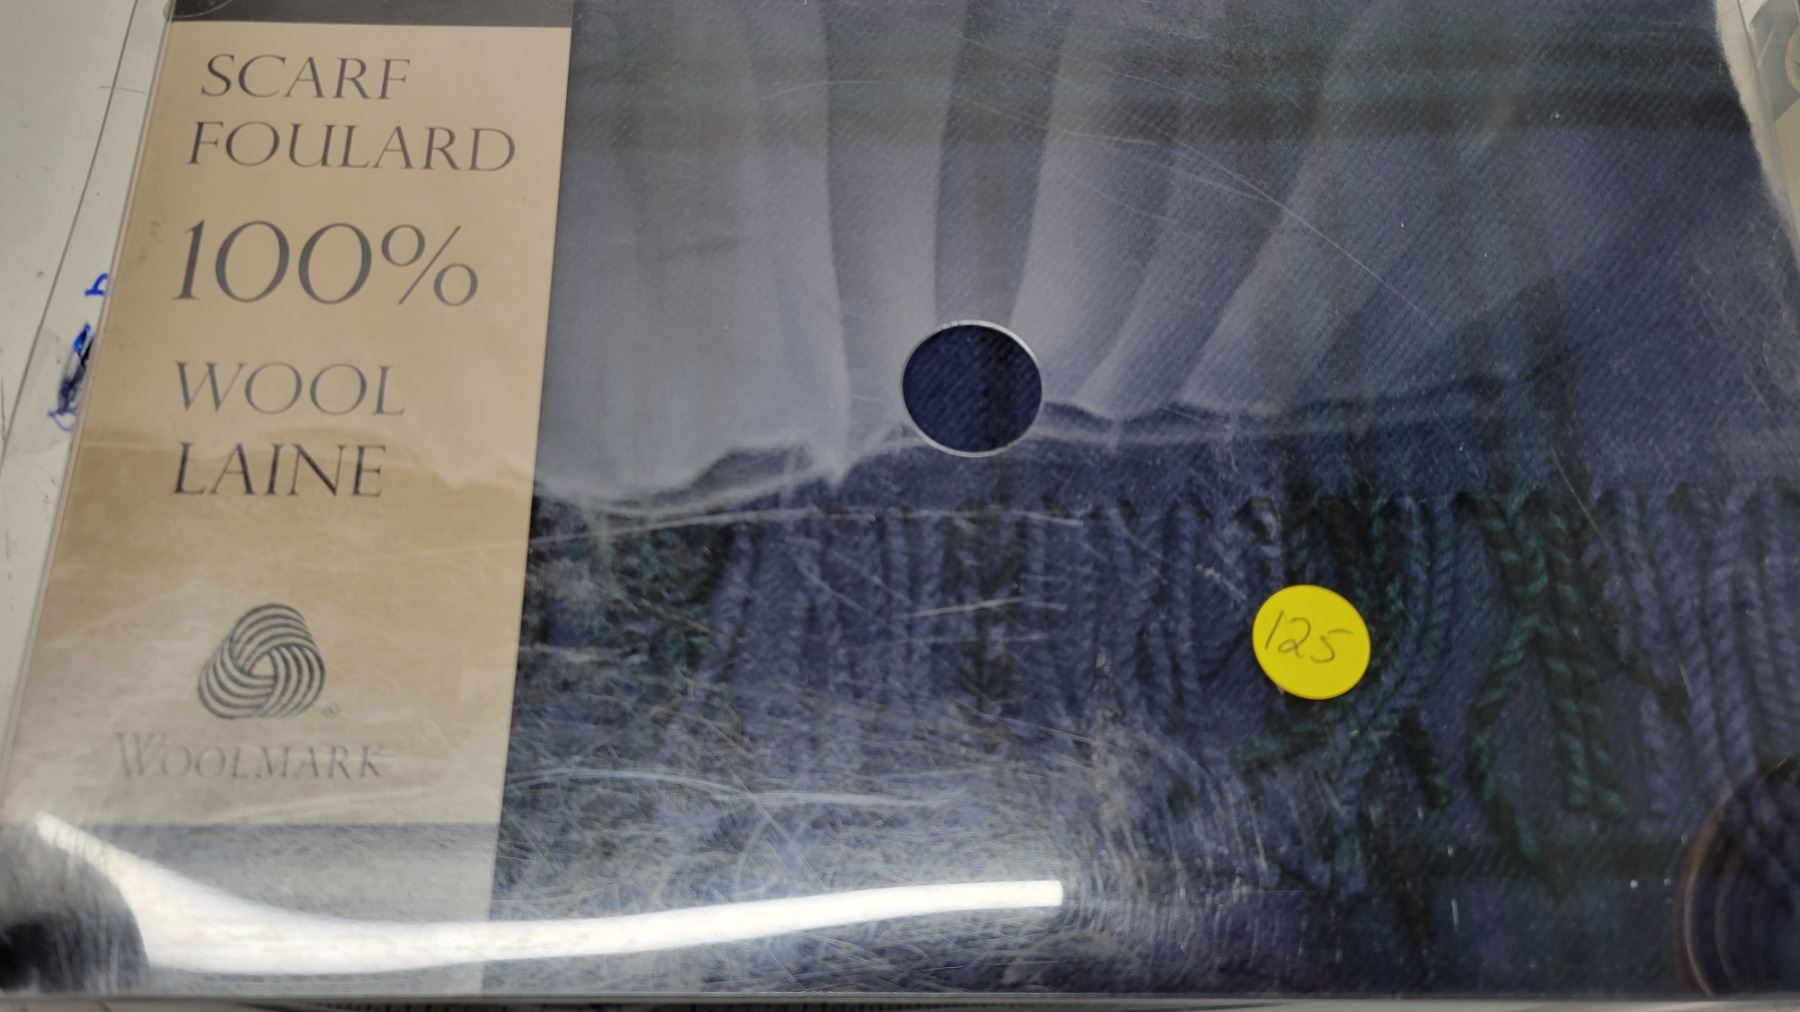 SCARF
FOULARD
100%
WOOL
LAINE
®
WOOLMARK
125